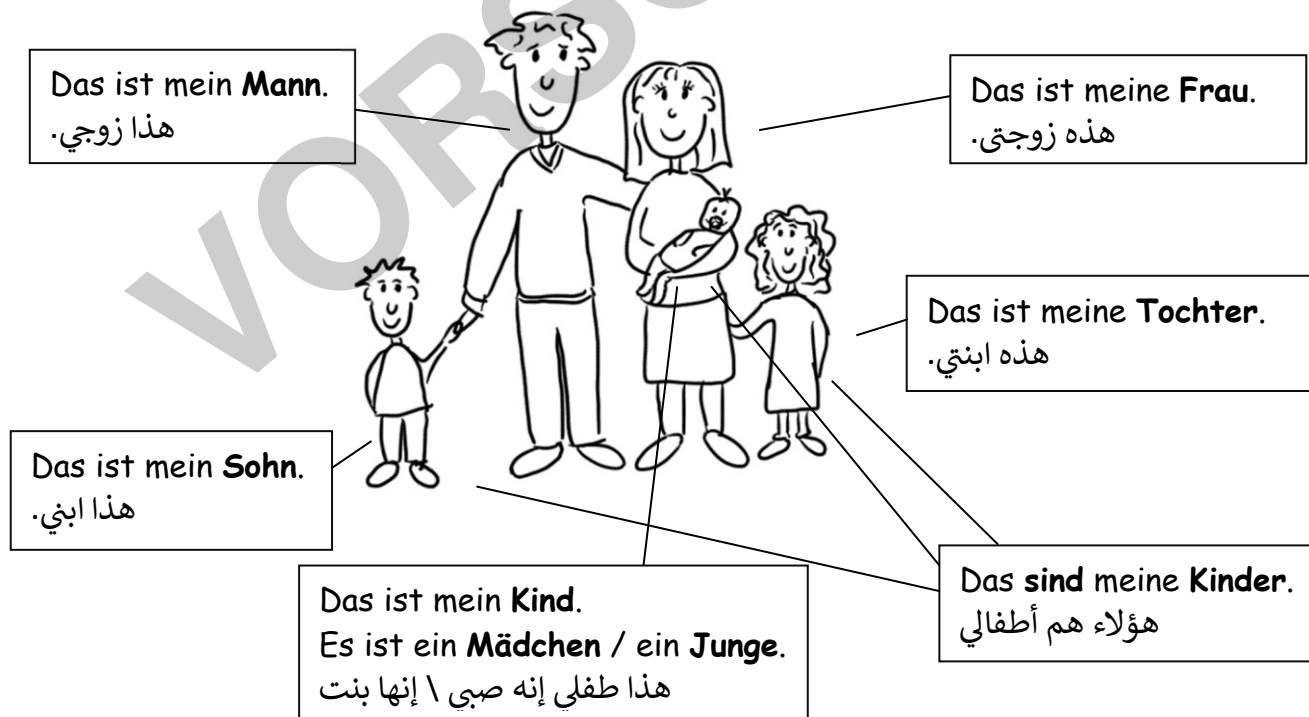 VORSC
Das ist mein Mann.
هذا زوجي.
Das ist meine Frau.
هذه زوجتى.
Das ist meine Tochter.
هذه ابنتي.
Das ist mein Sohn.
هذا ابني.
Das sind meine Kinder.
هؤلاء هم أطفالي
Das ist mein Kind.
Es ist ein Mädchen / ein Junge.
هذا طفلي إنه صبي \ إنها بنت